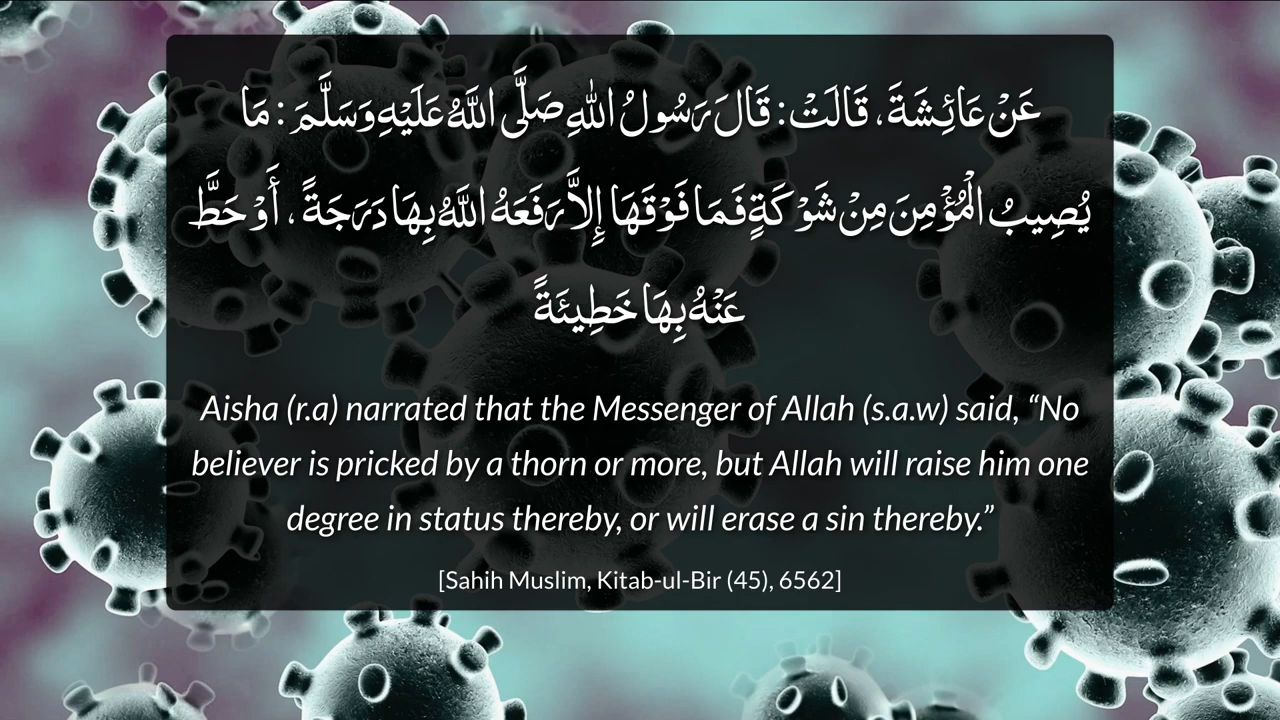 عَنْ عَائِشَةَ، قَالَتْ: قَالَ رَسُولُ اللهِ صَلَّى اللَّهُ عَلَيْهِ وَسَلَّمَ: مَا
يُصِيبُ الْمُؤْمِنَ مِنْ شَوْكَةٍ فَمَا فَوْقَهَا إِلاَّ رَفَعَهُ اللَّهُ بِهَا دَرَجَةً، أَوْ حَطَّ
عَنْهُ بِهَا خَطِيئَةً
Aisha (r.a) narrated that the Messenger of Allah (s.a.w) said, “No
believer is pricked by a thorn or more, but Allah will raise him one
degree in status thereby, or will erase a sin thereby.”
[Sahih Muslim, Kitab-ul-Bir (45), 6562]